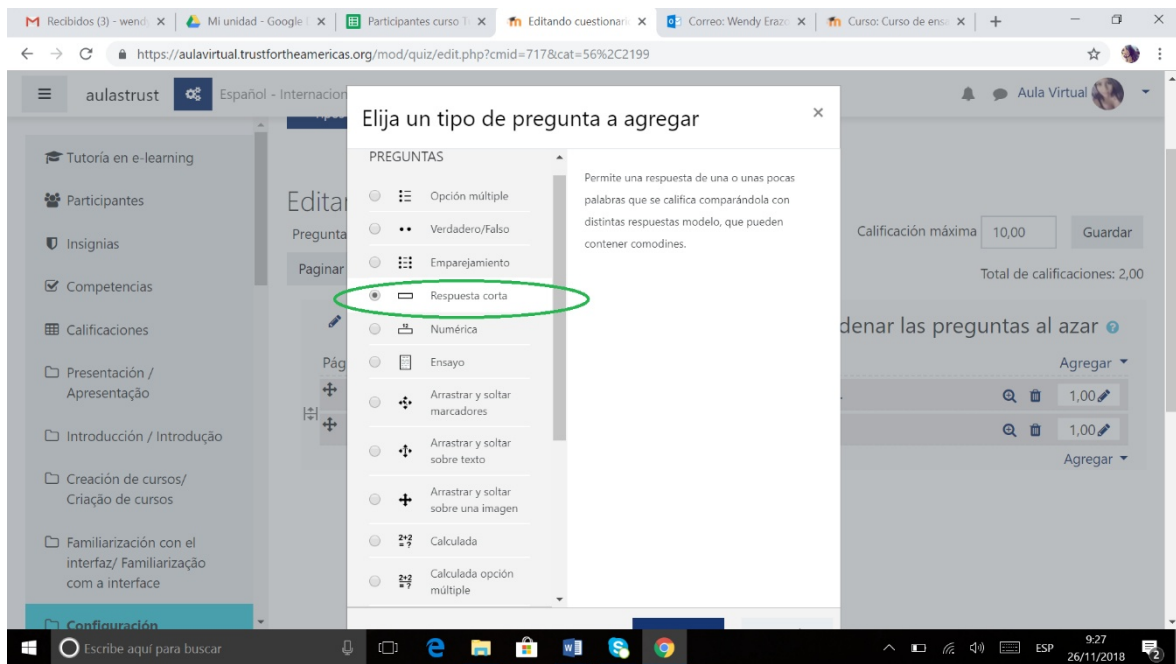 Recibidos (3) - wend
Mi unidad - Google
Participantes curso T
Editando cuestionari
Correo: Wendy Erazo
Curso: Curso de ens
https://aulavirtual.trustfortheamericas.org/mod/quiz/edit.php?cmid=717&cat=56%2C2199
aulastrust
Español - Internacion
Aula Virtual
Tutoría en e-learning
Participantes
Insignias
Competencias
Calificaciones
Presentación /
Apresentação
Introducción / Introdução
Creación de cursos/
Criação de cursos
Familiarización con el
interfaz/ Familiarização
com a interface
Configuración
Editar
Pregunta
Paginar
Pág
Elija un tipo de pregunta a agregar
PREGUNTAS
Opción múltiple
Verdadero/Falso
Emparejamiento
Respuesta corta
Numérica
Ensayo
Arrastrar y soltar
marcadores
Arrastrar y soltar
sobre texto
Arrastrar y soltar
sobre una imagen
2+2
= ?
Calculada
2+2
= ?
Calculada opción
múltiple
Permite una respuesta de una o unas pocas
palabras que se califica comparándola con
distintas respuestas modelo, que pueden
contener comodines.
Calificación máxima 10,00 Guardar
Total de calificaciones: 2,00
denar las preguntas al azar
Agregar
1,00
1,00
Agregar
Escribe aquí para buscar
ESP
9:27
26/11/2018
2